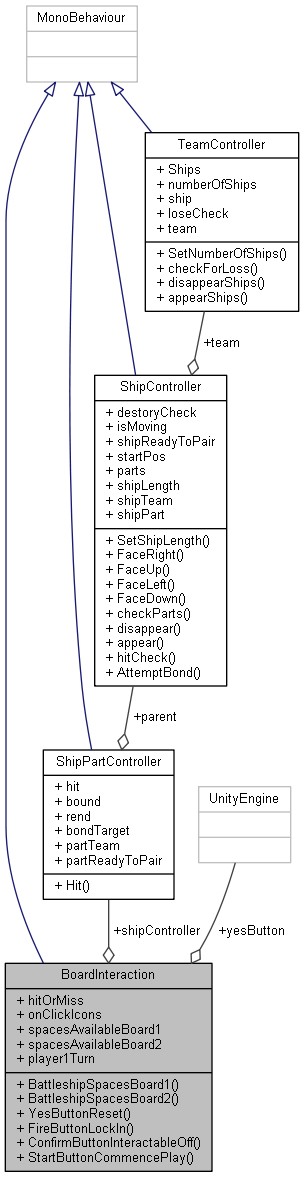 MonoBehaviour
TeamController
+ Ships
+ numberOfShips
+ ship
+ loseCheck
+ team
+ SetNumberOfShips()
+ checkForLoss()
+ disappearShips()
+ appearShips()
+team
ShipController
+ destoryCheck
+ isMoving
+ shipReadyToPair
+ startPos
+ parts
+ shipLength
+ shipTeam
+ shipPart
+ SetShipLength()
+ FaceRight()
+ FaceUp()
+ FaceLeft()
+ FaceDown()
+ checkParts()
+ disappear()
+ appear()
+ hitCheck()
+ AttemptBond()
+parent
ShipPartController
+ hit
+ bound
+ rend
+ bondTarget
+ partTeam
+ partReadyToPair
+ Hit()
UnityEngine
+shipController
+yesButton
BoardInteraction
+ hitOrMiss
+ onClickIcons
+ spacesAvailableBoard1
+ spacesAvailableBoard2
+ player1Turn
+ BattleshipSpacesBoard1()
+ BattleshipSpacesBoard2()
+ YesButtonReset()
+ FireButtonLockIn()
+ ConfirmButtonInteractableOff()
+ StartButtonCommencePlay()